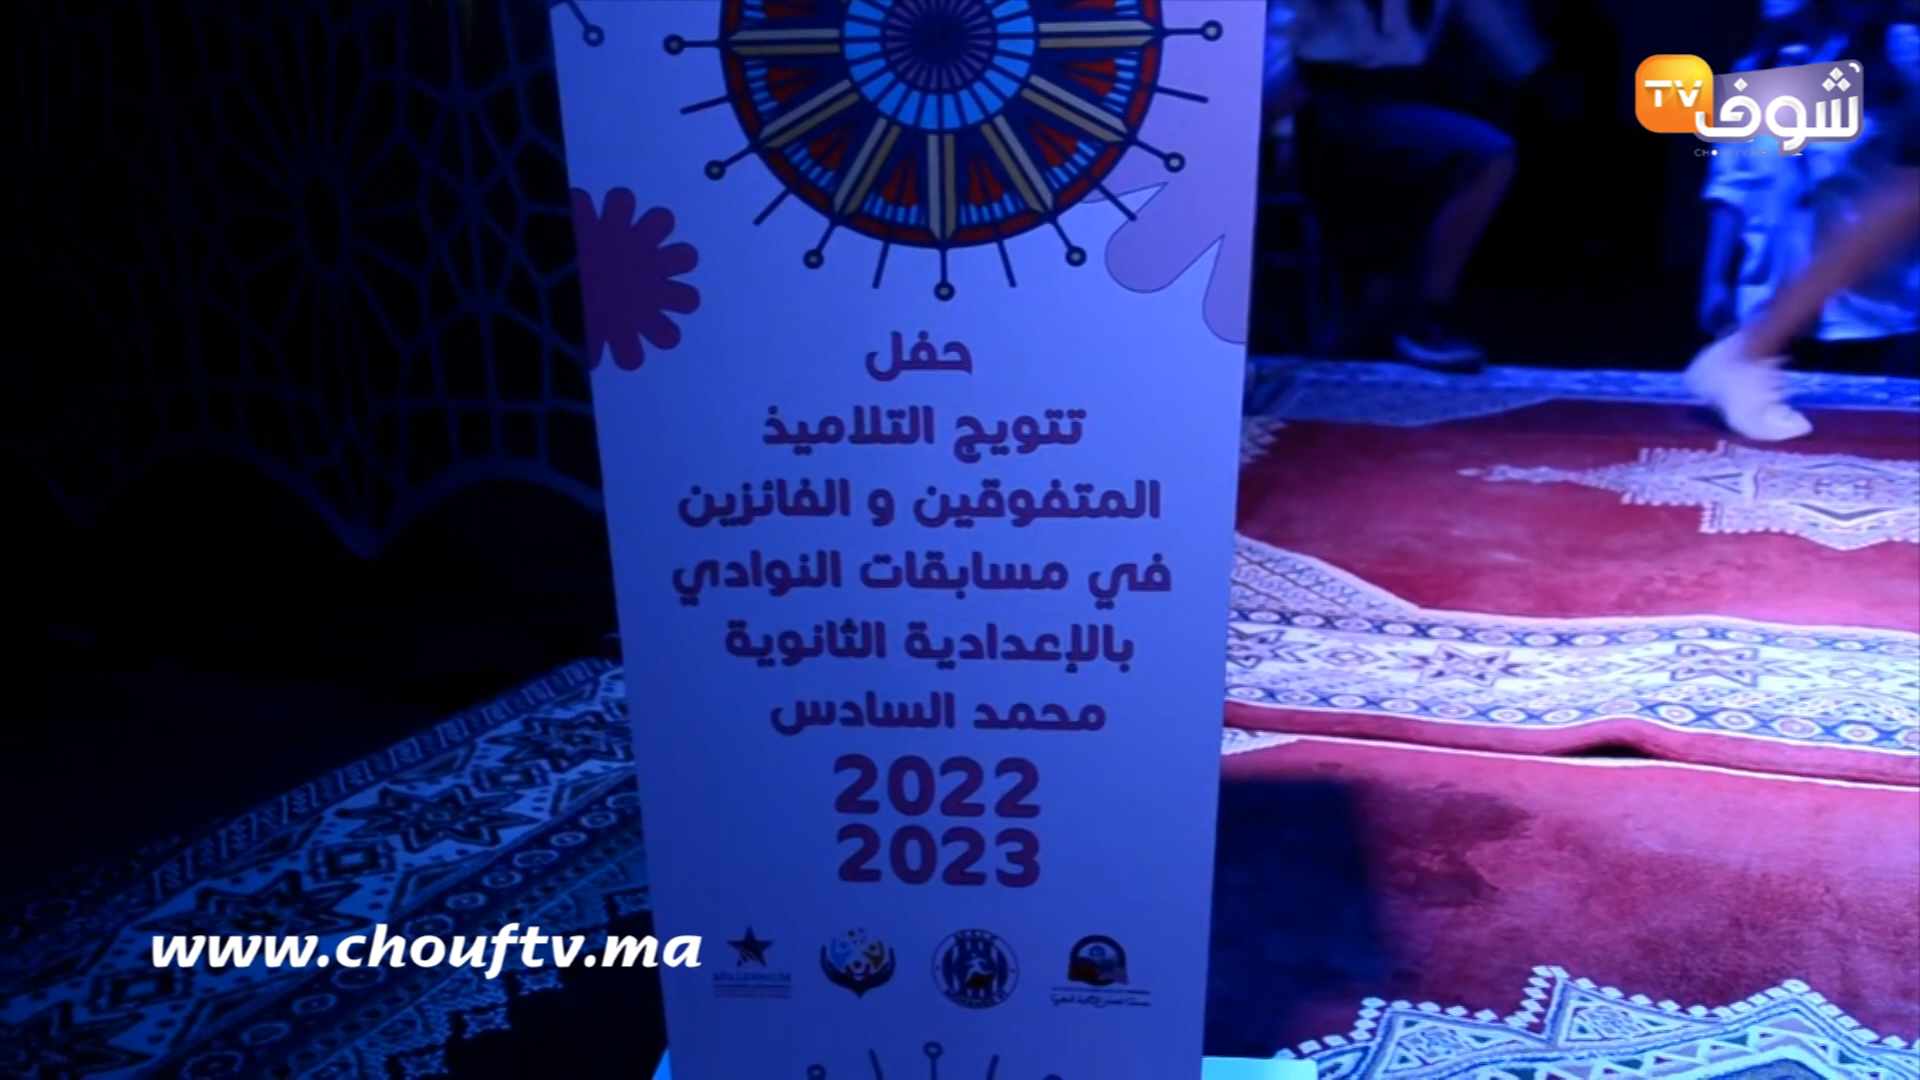 TV شوف
حفل
تتويج التلاميذ
المتفوقين و الفائزين
في مسابقات النوادي
بالإعدادية الثانوية
محمد السادس
2022
2023
www.chouftv.ma
MILLENNIUM